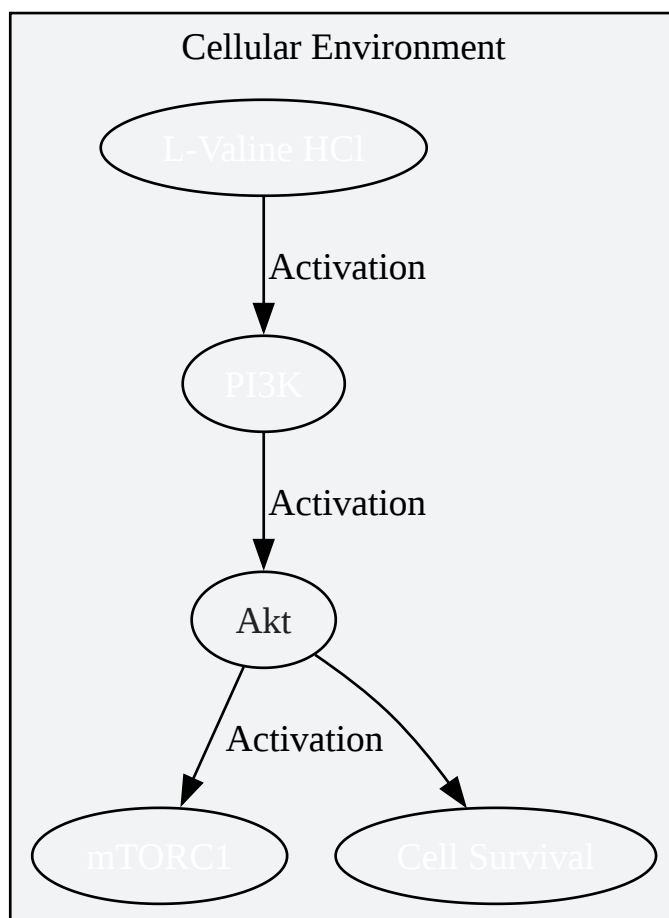 Cellular Environment
L-Valine HCl
Activation
PI3K
Activation
Akt
Activation
mTORC1
Cell Survival